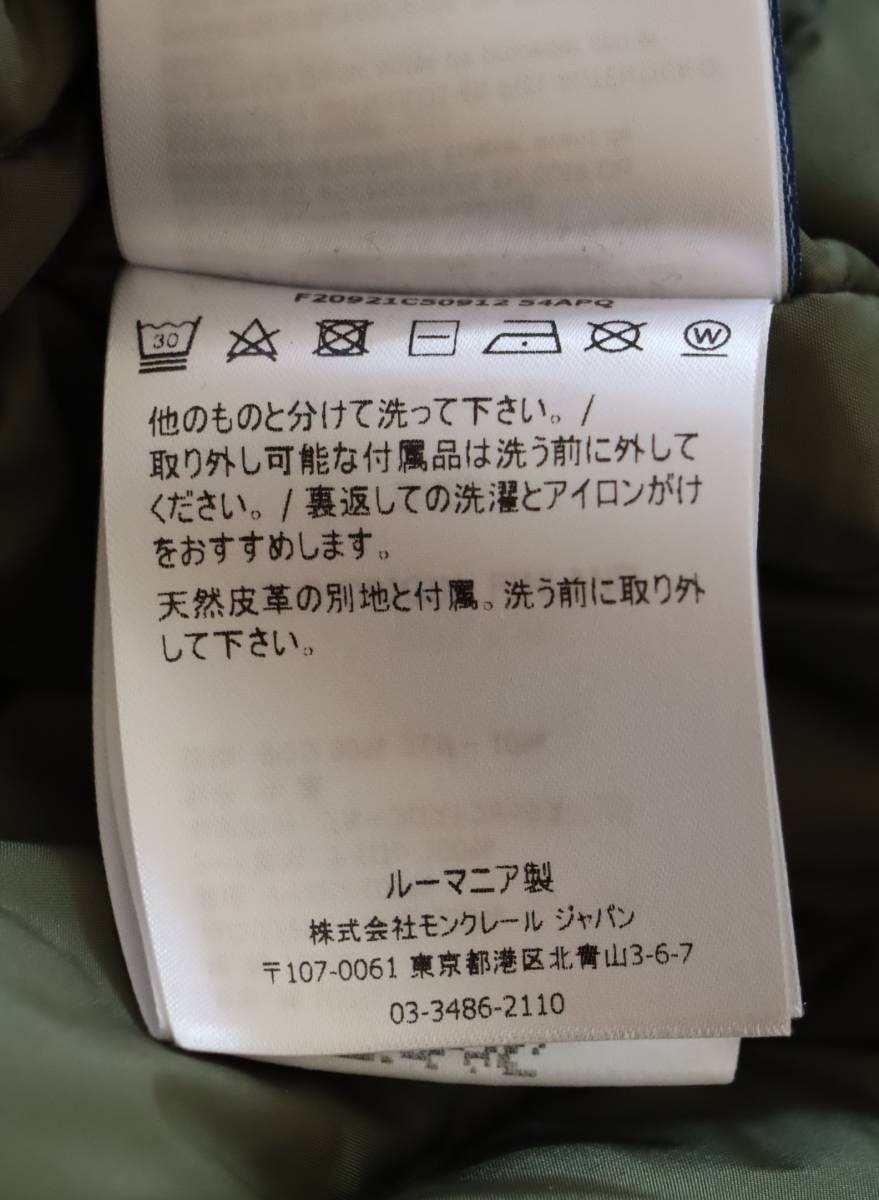 F20921C50912 54APQ
30
W
他のものと分けて洗って下さい。/
取り外し可能な付属品は洗う前に外して
ください。/ 裏返しての洗濯とアイロンがけ
をおすすめします。
天然皮革の別地と付属。洗う前に取り外
して下さい。
ルーマニア製
株式会社モンクレール ジャパン
〒107-0061 東京都港区北青山3-6-7
03-3486-2110